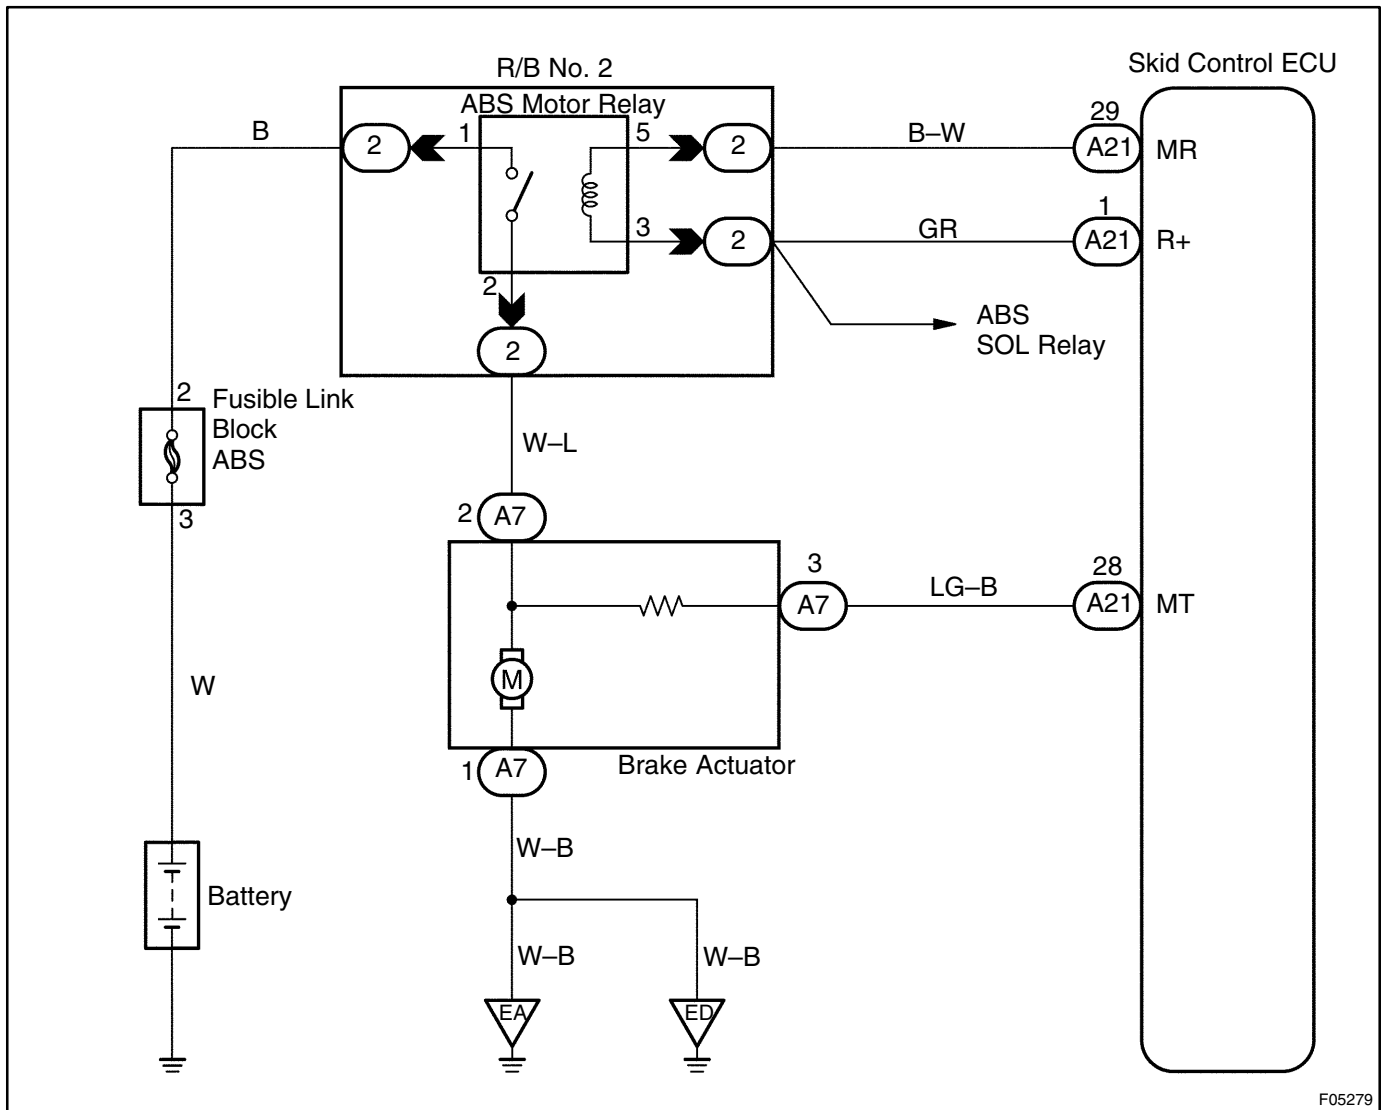 R/B No. 2
Skid Control ECU
ABS Motor Relay
B
2
1
5
2
B–W
29
A21
MR
3
2
GR
1
A21
R+
2
2
ABS
SOL Relay
2
Fusible Link
Block
ABS
3
W–L
2
A7
3
A7
LG–B
28
A21
MT
M
W
1
A7
Brake Actuator
W–B
Battery
W–B
W–B
EA
ED
F05279